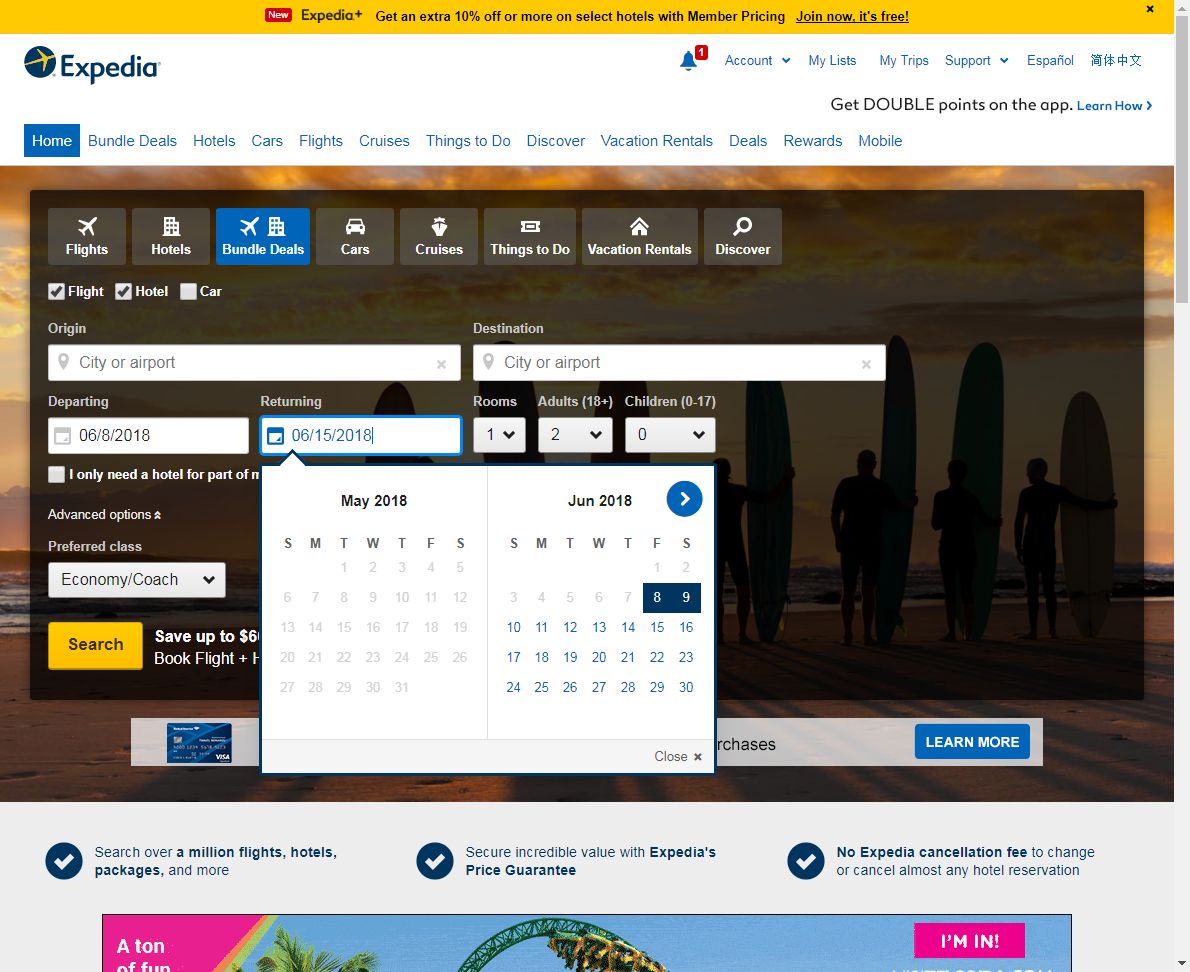 New Expedia+ Get an extra 10% off or more on select hotels with Member Pricing Join now, it's free! ×
Expedia
1 Account My Lists My Trips Support Español 简体中文
Get DOUBLE points on the app. Learn How ›
Home Bundle Deals Hotels Cars Flights Cruises Things to Do Discover Vacation Rentals Deals Rewards Mobile
Flights Hotels Bundle Deals Cars Cruises Things to Do Vacation Rentals Discover
Flight Hotel Car
Origin Destination
City or airport × City or airport ×
Departing Returning Rooms Adults (18+) Children (0-17)
06/8/2018 06/15/2018 1 2 0
I only need a hotel for part of m
Advanced options
Preferred class
Economy/Coach
Search
Save up to $60
Book Flight + H
May 2018
S M T W T F S
1 2 3 4 5
6 7 8 9 10 11 12
13 14 15 16 17 18 19
20 21 22 23 24 25 26
27 28 29 30 31
Jun 2018
S M T W T F S
1 2
3 4 5 6 7 8 9
10 11 12 13 14 15 16
17 18 19 20 21 22 23
24 25 26 27 28 29 30
Close ×
VISA
rchases LEARN MORE
Search over a million flights, hotels,
packages, and more
Secure incredible value with Expedia's
Price Guarantee
No Expedia cancellation fee to change
or cancel almost any hotel reservation
A ton
of fun
I'M IN!